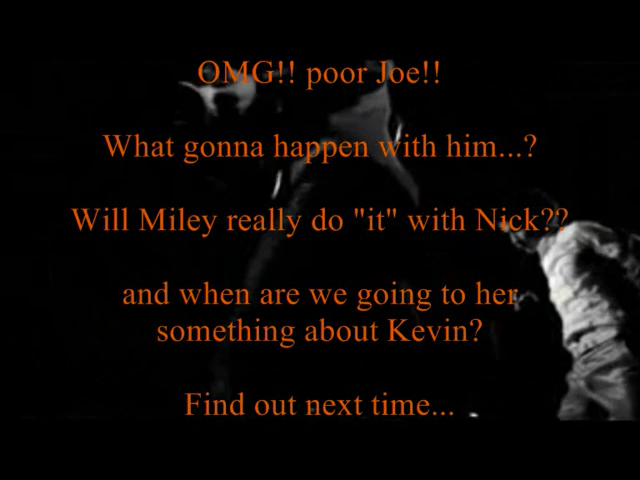 OMG!! poor Joe!!
What gonna happen with him...?
Will Miley really do "it" with Nick??
and when are we going to her
something about Kevin?
Find out next time...